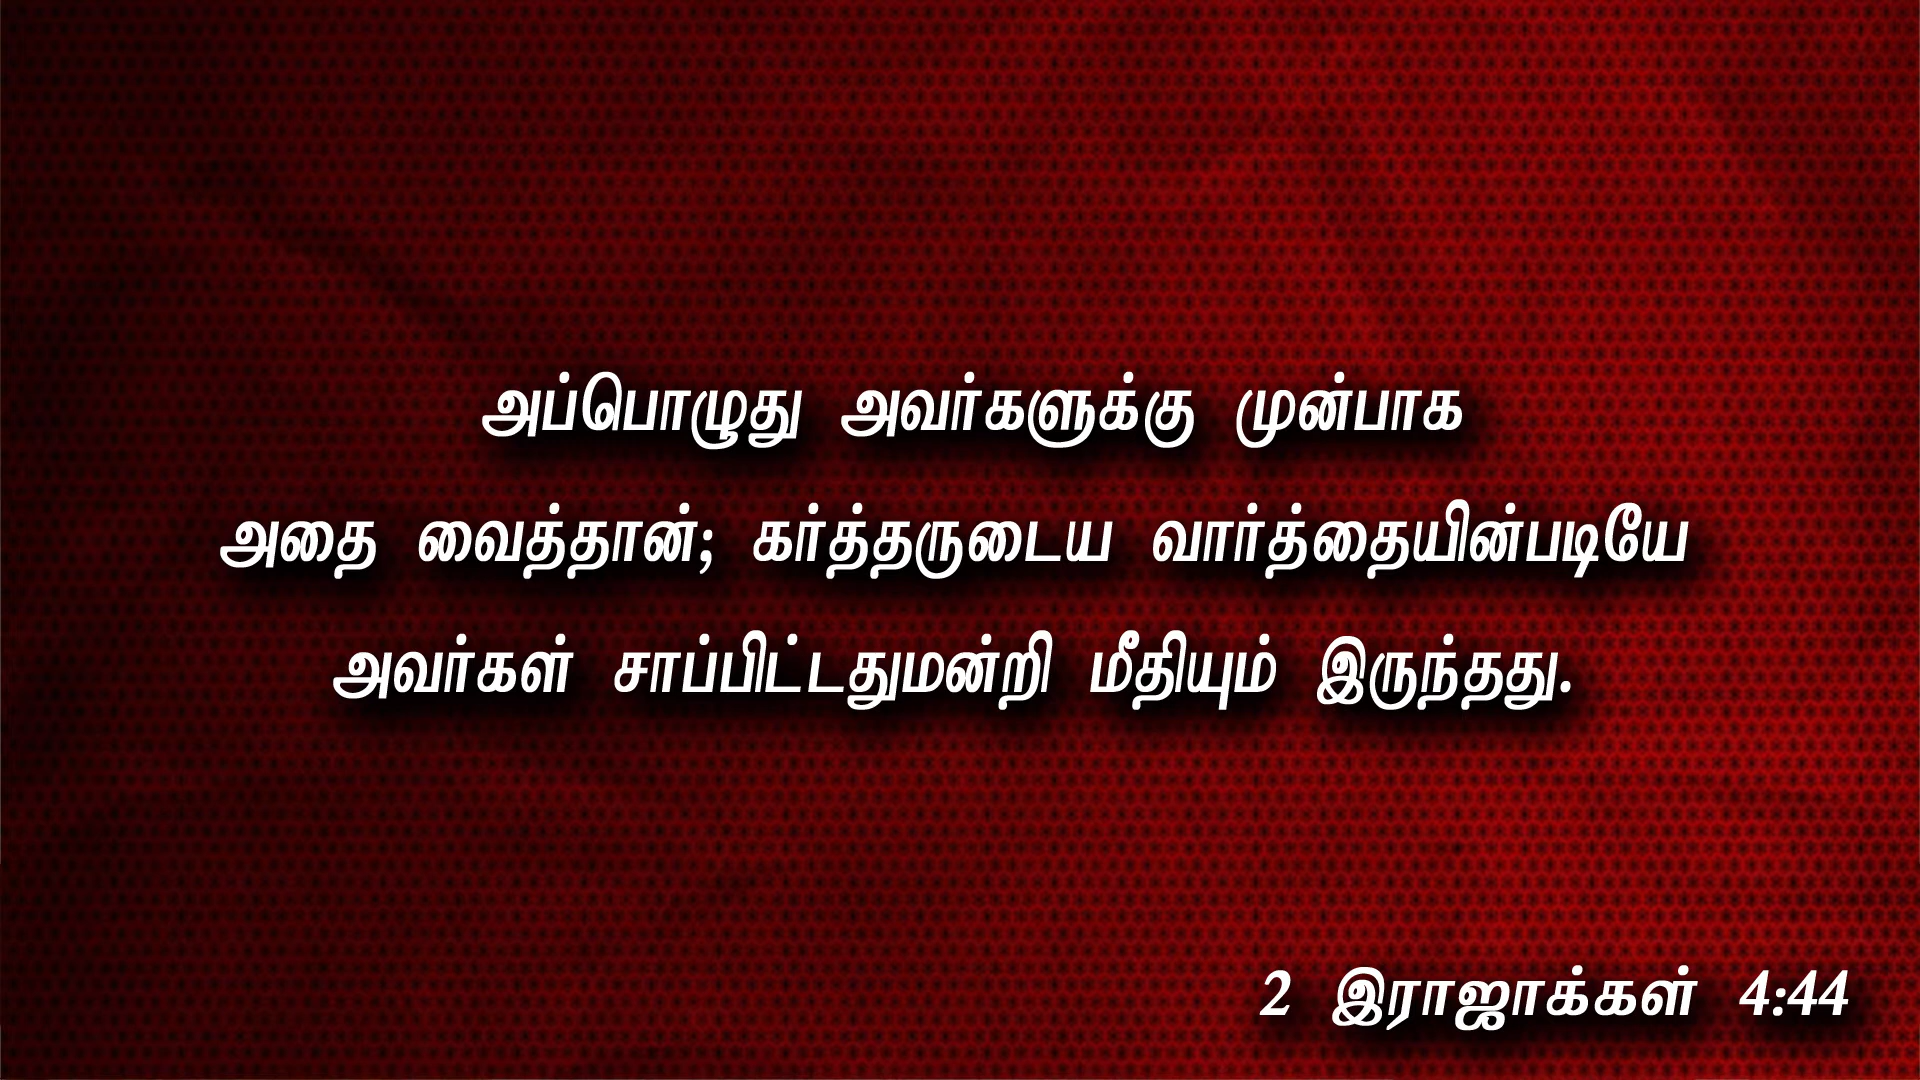 அப்பொழுது அவர்களுக்கு முன்பாக
அதை வைத்தான்; கர்த்தருடைய வார்த்தையின்படியே
அவர்கள் சாப்பிட்டதுமன்றி மீதியும் இருந்தது.
2 இராஜாக்கள் 4:44